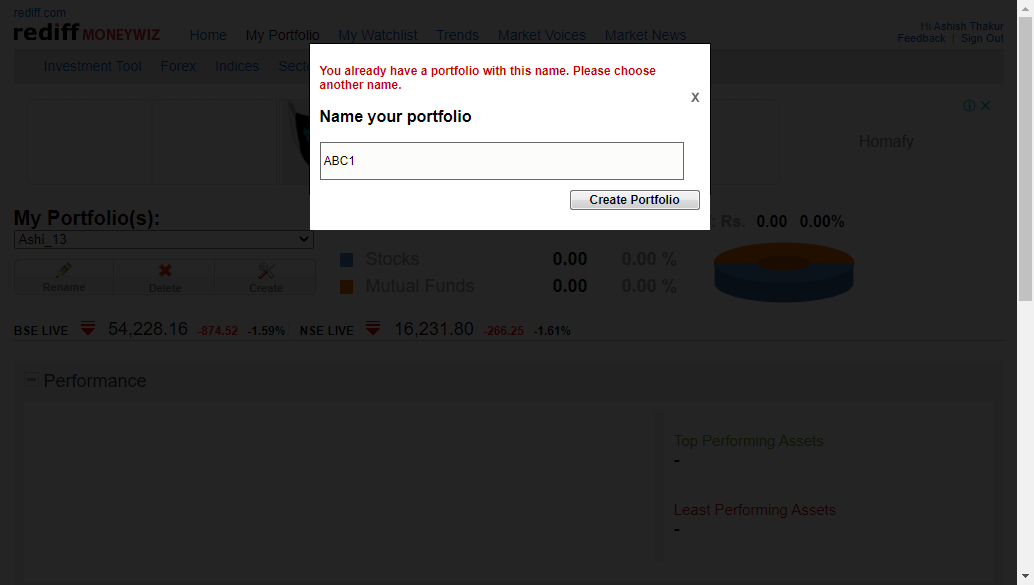 rediff.com
rediff MONEYWIZ
Home My Portfolio My Watchlist Trends Market Voices Market News
Hi Ashish Thakur
Feedback | Sign Out
Investment Tool Forex Indices
You already have a portfolio with this name. Please choose
another name.
X
Name your portfolio
ABC1
Create Portfolio
Homafy
My Portfolio(s):
Ashi_13
Rename Delete Create
: Rs. 0.00 0.00%
Stocks 0.00 0.00 %
Mutual Funds 0.00 0.00 %
BSE LIVE 54,228.16 -874.52 -1.59% NSE LIVE 16,231.80 -266.25 -1.61%
Performance
Top Performing Assets
-
Least Performing Assets
-